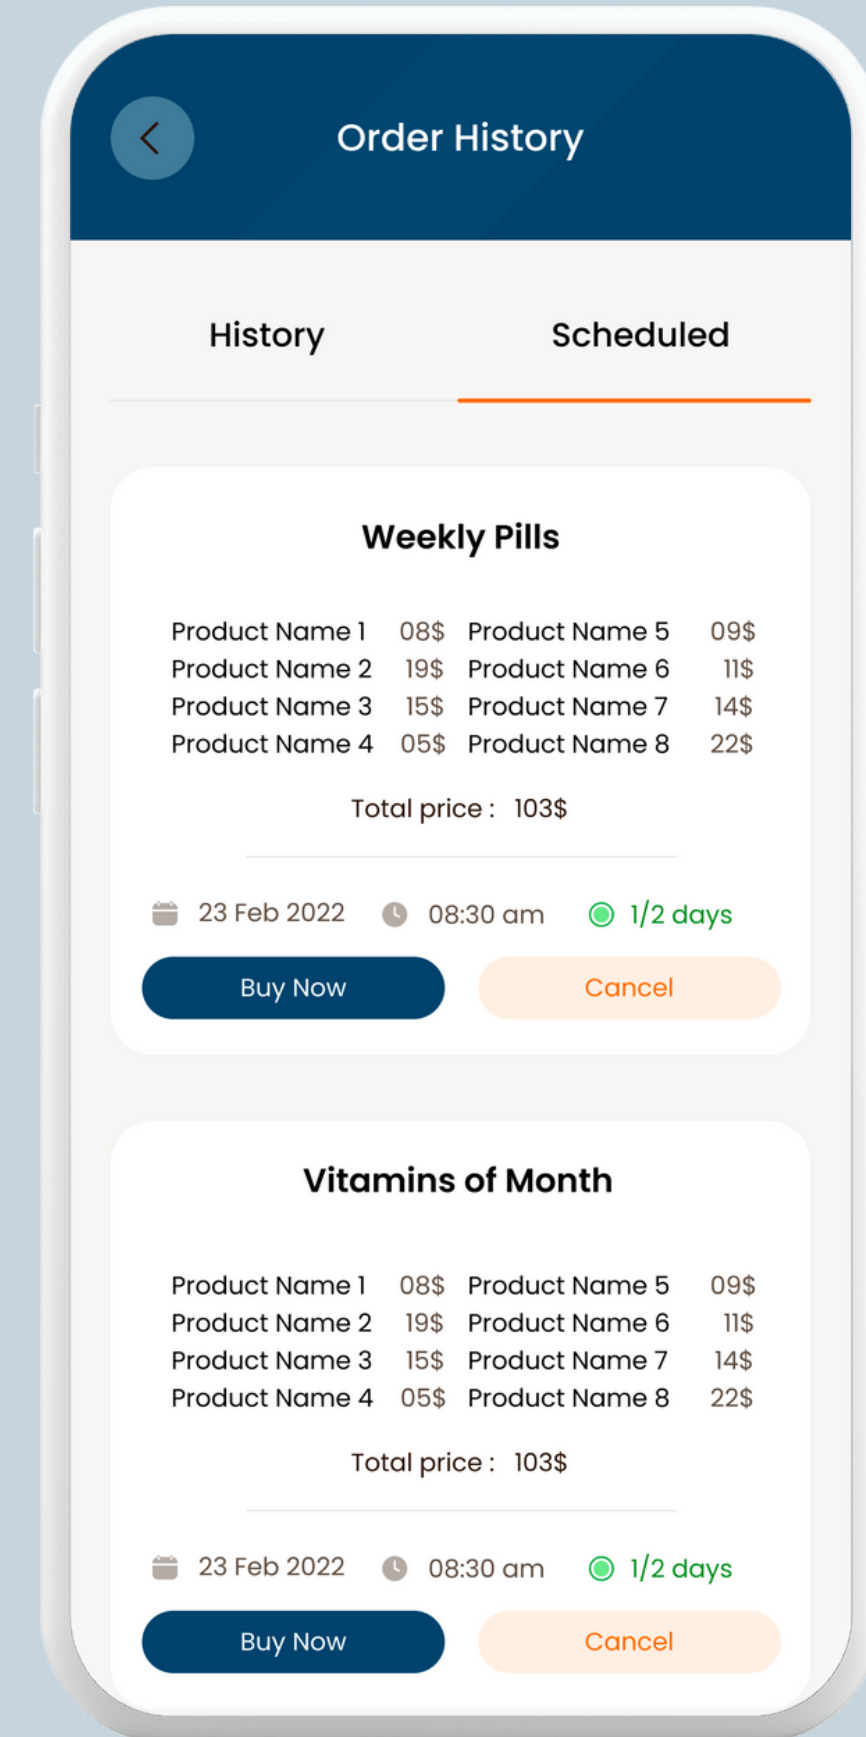 Order History
History Scheduled
Weekly Pills
Product Name 1 08$ Product Name 5 09$
Product Name 2 19$ Product Name 6 11$
Product Name 3 15$ Product Name 7 14$
Product Name 4 05$ Product Name 8 22$
Total price : 103$
23 Feb 2022 08:30 am 1/2 days
Buy Now Cancel
Vitamins of Month
Product Name 1 08$ Product Name 5 09$
Product Name 2 19$ Product Name 6 11$
Product Name 3 15$ Product Name 7 14$
Product Name 4 05$ Product Name 8 22$
Total price : 103$
23 Feb 2022 08:30 am 1/2 days
Buy Now Cancel